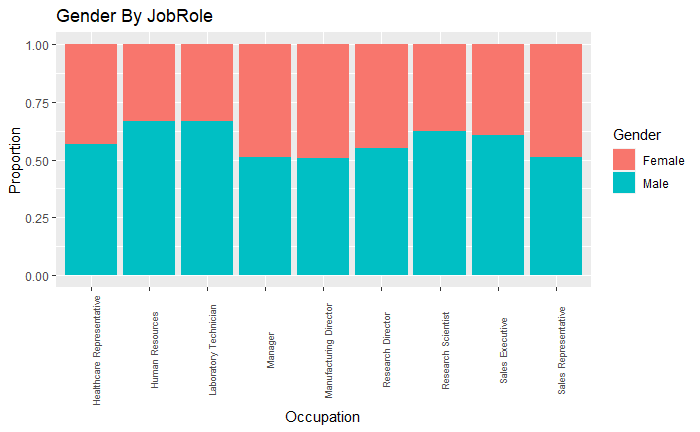 Gender By JobRole
Proportion
1.00
0.75
0.50
0.25
0.00
Healthcare Representative
Human Resources
Laboratory Technician
Manager
Manufacturing Director
Research Director
Research Scientist
Sales Executive
Sales Representative
Occupation
Gender
Female
Male